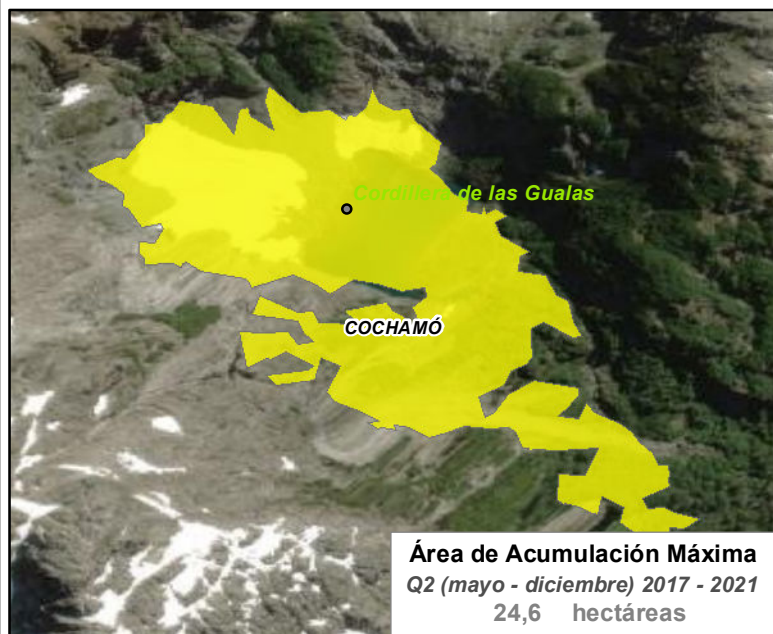 Cordillera de las Gualas
COCHAMÓ
Área de Acumulación Máxima
Q2 (mayo - diciembre) 2017 - 2021
24,6 hectáreas